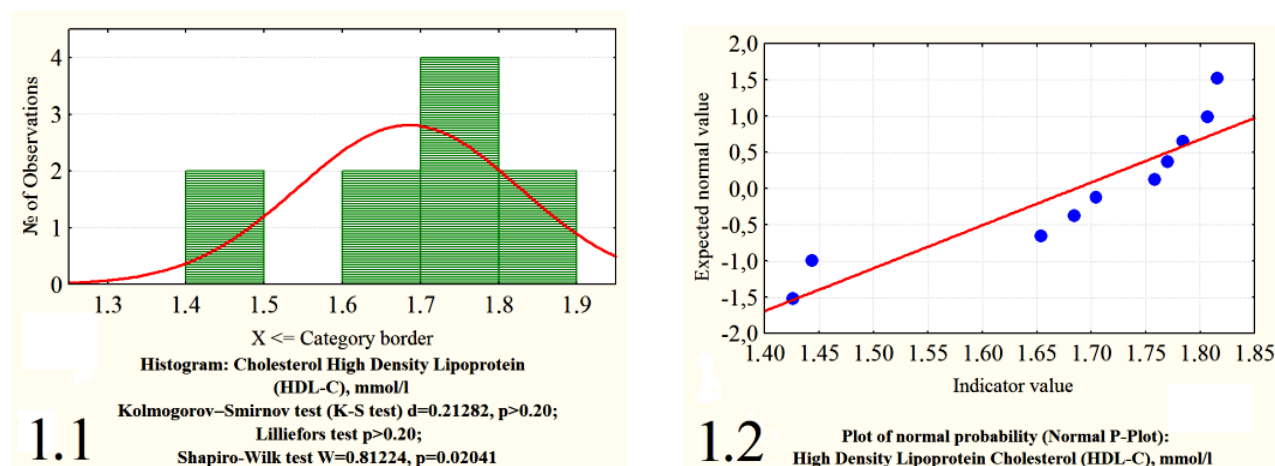 № of Observations
4
3
2
1
0
1.3 1.4 1.5 1.6 1.7 1.8 1.9
X <= Category border
Histogram: Cholesterol High Density Lipoprotein
(HDL-C), mmol/l
Kolmogorov–Smirnov test (K-S test) d=0.21282, p>0.20;
Lilliefors test p>0.20;
Shapiro-Wilk test W=0.81224, p=0.02041
1.1
Expected normal value
2,0
1,5
1,0
0,5
0,0
-0,5
-1,0
-1,5
-2,0
1.40 1.45 1.50 1.55 1.60 1.65 1.70 1.75 1.80 1.85
Indicator value
1.2
Plot of normal probability (Normal P-Plot):
High Density Lipoprotein Cholesterol (HDL-C), mmol/l